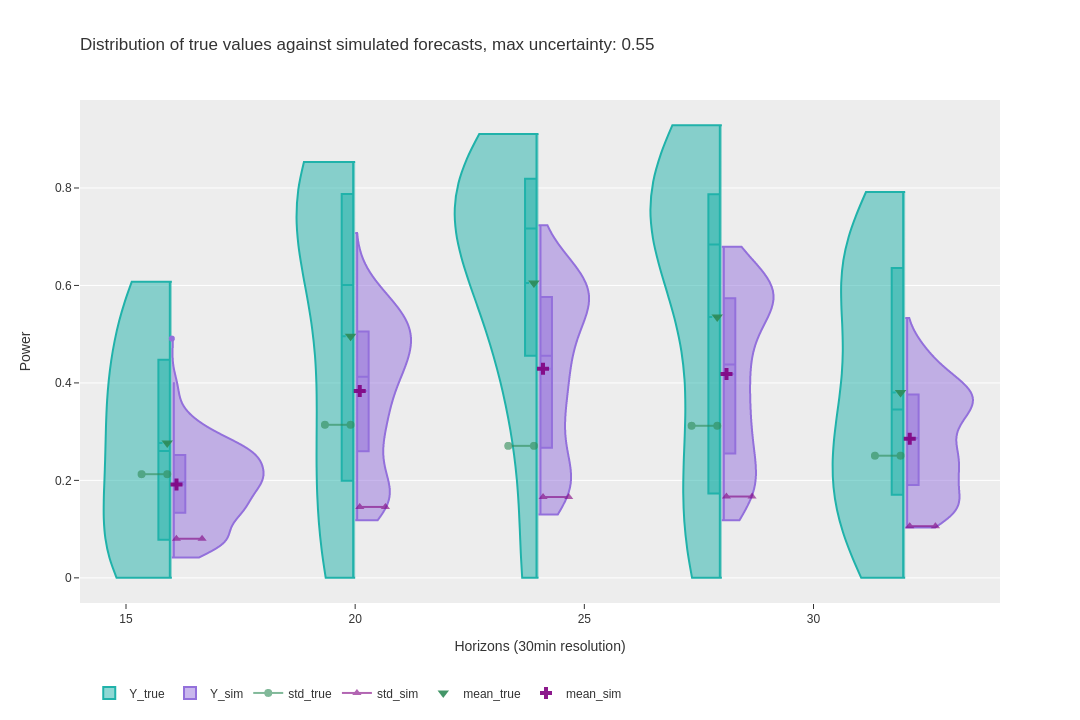 Distribution of true values against simulated forecasts, max uncertainty: 0.55
0.8
0.6
0.4
0.2
0
Power
15 20 25 30
Horizons (30min resolution)
Y_true Y_sim std_true std_sim mean_true mean_sim